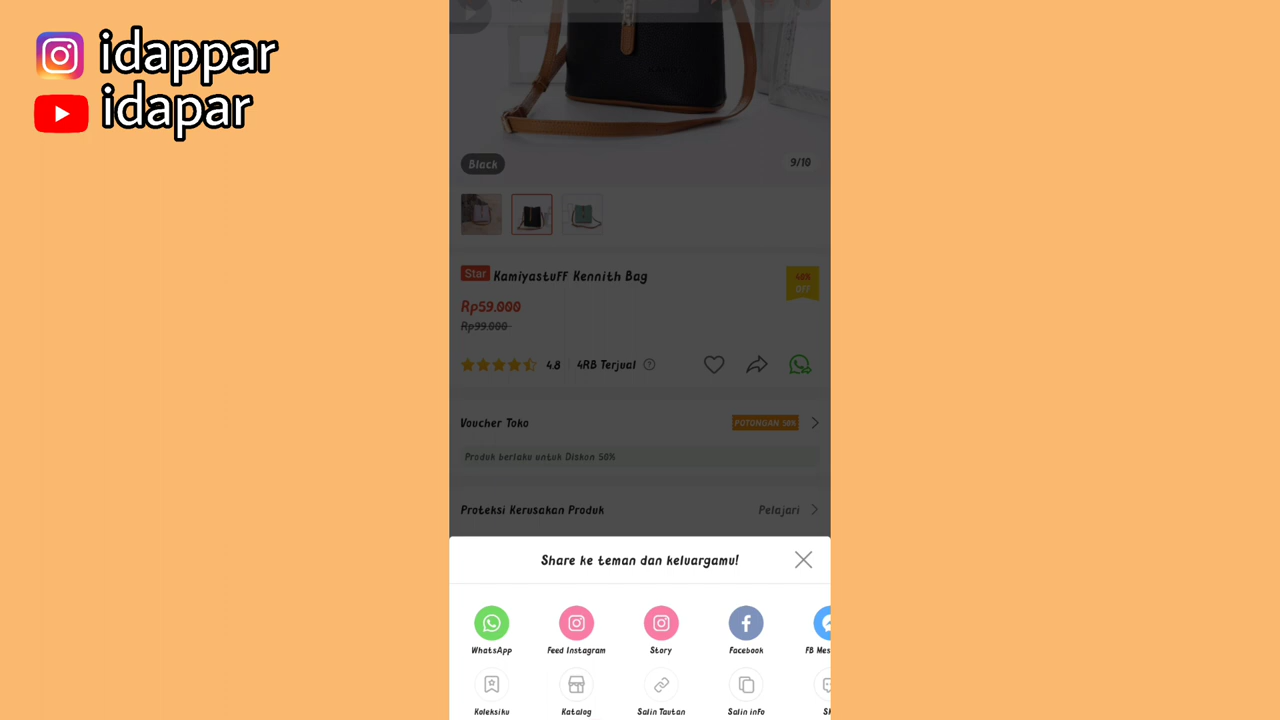 idappar
idapar
Black
9/10
Star KamiyastuFF Kennith Bag
40%
OFF
Rp59.000
Rp99.000
4.8
4RB Terjual
Voucher Toko
POTONGAN 50%
Produk berlaku untuk Diskon 50%
Proteksi Kerusakan Produk
Pelajari
Share ke teman dan keluargamu!
WhatsApp
Feed Instagram
Story
Facebook
FB Mes
Koleksiku
Katalog
Salin Tautan
Salin info